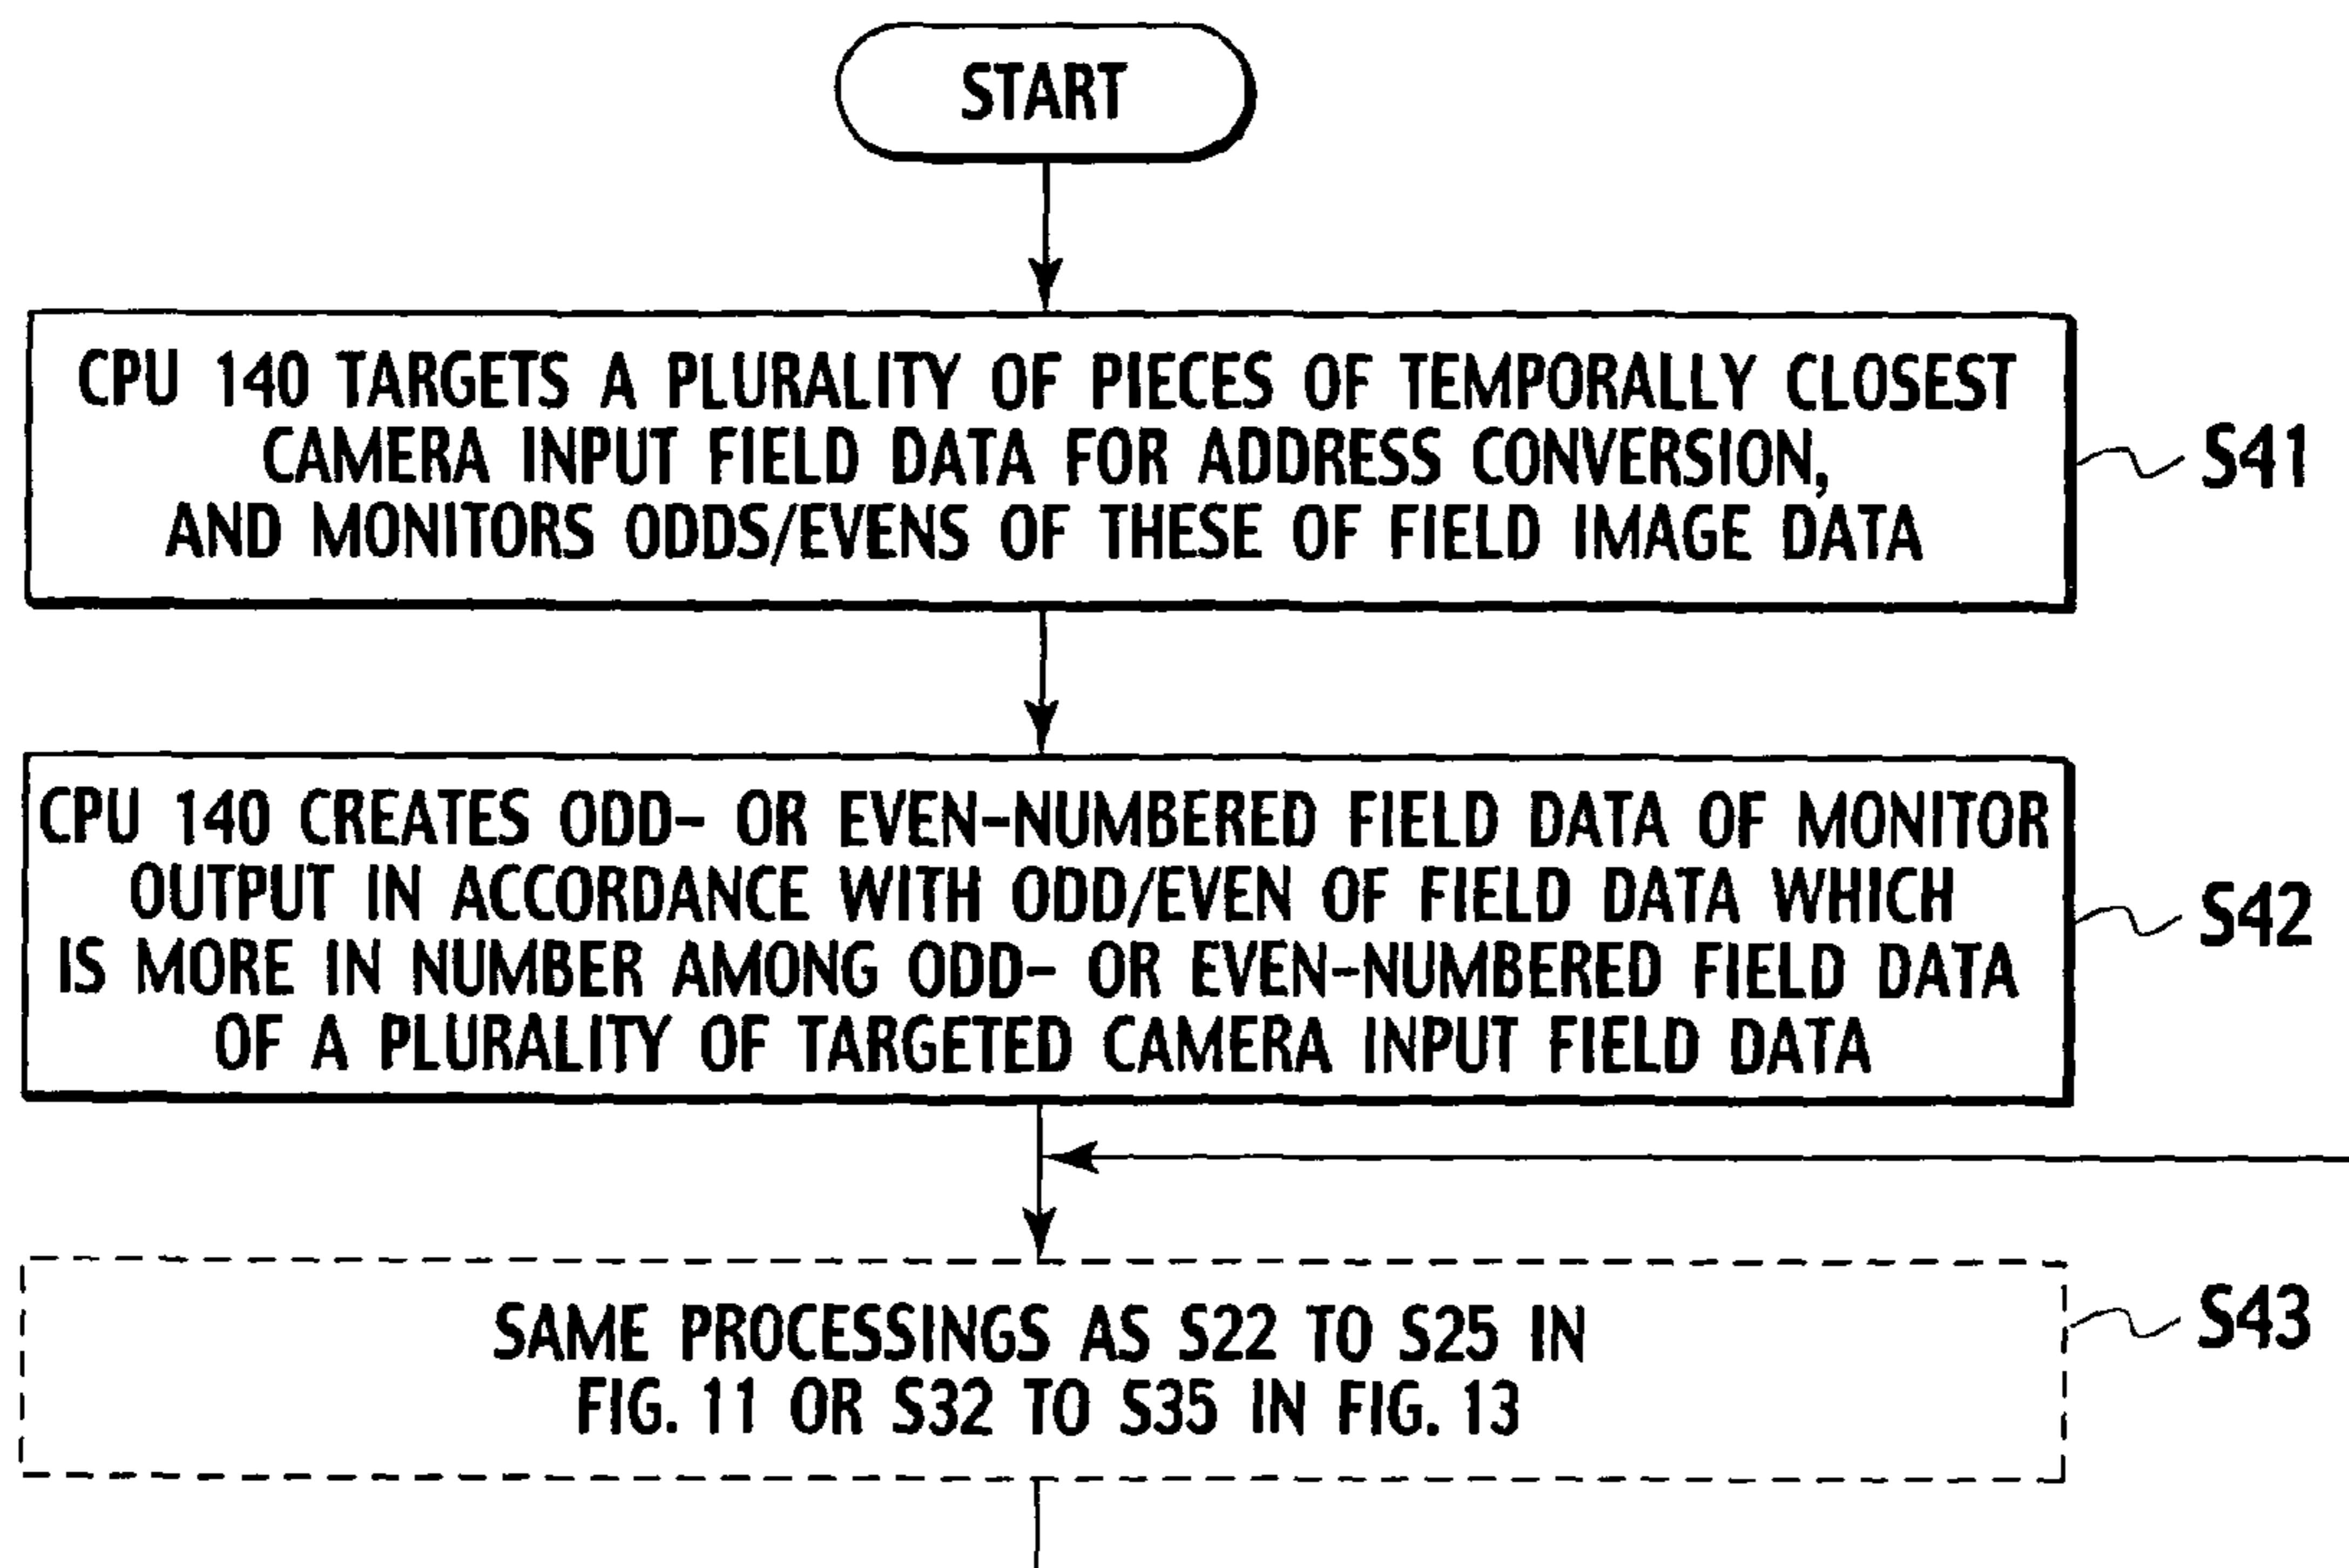 START
CPU 140 TARGETS A PLURALITY OF PIECES OF TEMPORALLY CLOSEST
CAMERA INPUT FIELD DATA FOR ADDRESS CONVERSION,
AND MONITORS ODDS/EVENS OF THESE OF FIELD IMAGE DATA
S41
CPU 140 CREATES ODD- OR EVEN-NUMBERED FIELD DATA OF MONITOR
OUTPUT IN ACCORDANCE WITH ODD/EVEN OF FIELD DATA WHICH
IS MORE IN NUMBER AMONG ODD- OR EVEN-NUMBERED FIELD DATA
OF A PLURALITY OF TARGETED CAMERA INPUT FIELD DATA
S42
SAME PROCESSINGS AS S22 TO S25 IN
FIG. 11 OR S32 TO S35 IN FIG. 13
S43